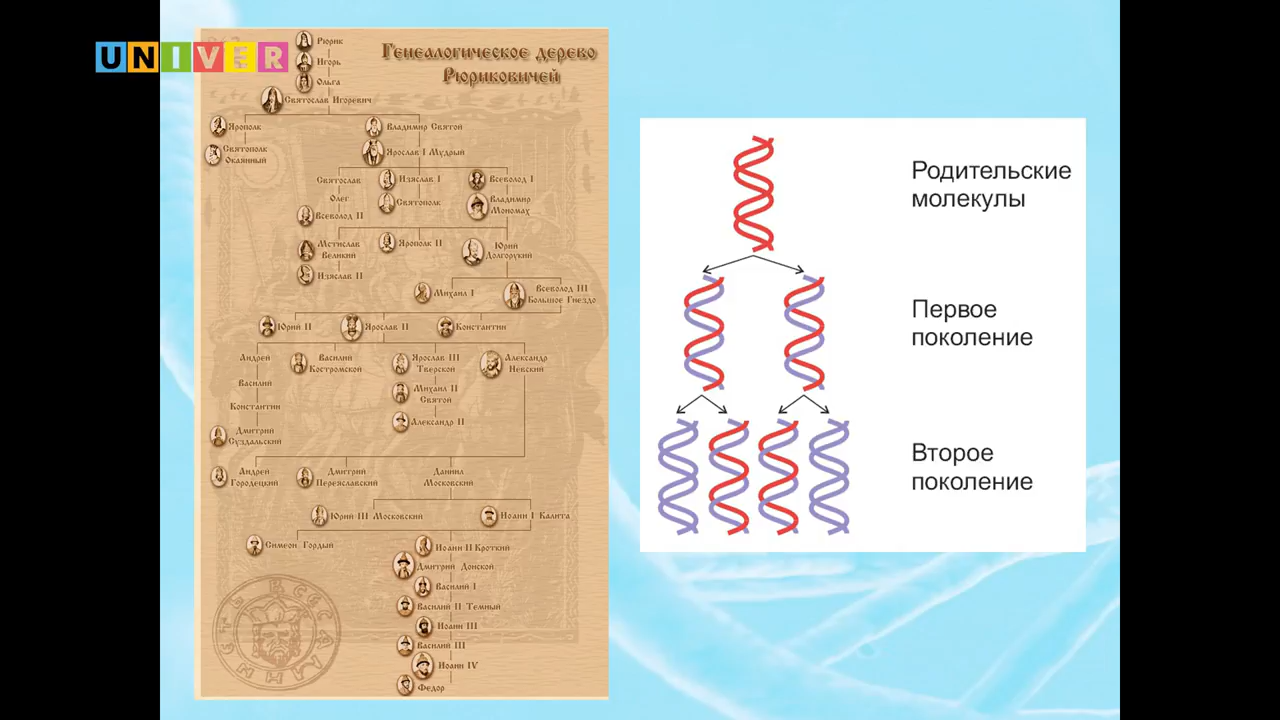 UNIVER
Генеалогическое дерево
Рюриковичей
Рюрик
Игорь
Ольга
Святослав Игоревич
Ярополк
Владимир Святой
Святополк
Окаянный
Ярослав I Мудрый
Святослав
Изяслав I
Всеволод I
Олег
Святополк
Владимир
Мономах
Всеволод II
Мстислав
Великий
Ярополк II
Юрий
Долгорукий
Изяслав II
Михаил I
Всеволод III
Большое Гнездо
Юрий II
Ярослав II
Константин
Андрей
Василий
Костромской
Ярослав III
Тверской
Александр
Невский
Василий
Михаил II
Святой
Константин
Александр II
Дмитрий
Суздальский
Андрей
Городецкий
Дмитрий
Переяславский
Даниил
Московский
Юрий III Московский
Иоанн I Калита
Симеон Гордый
Иоанн II Кроткий
Дмитрий Донской
Василий I
Василий II Темный
Иоанн III
Василий III
Иоанн IV
Федор
Родительские
молекулы
Первое
поколение
Второе
поколение